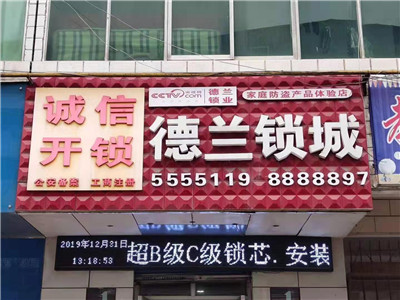 诚信
开锁
公安备案 工商注册
CCTV.com 德兰锁业 家庭防盗产品体验店
德兰锁城
5555119 8888897
2019年12月31日
13:18:58
超B级C级锁芯.安装